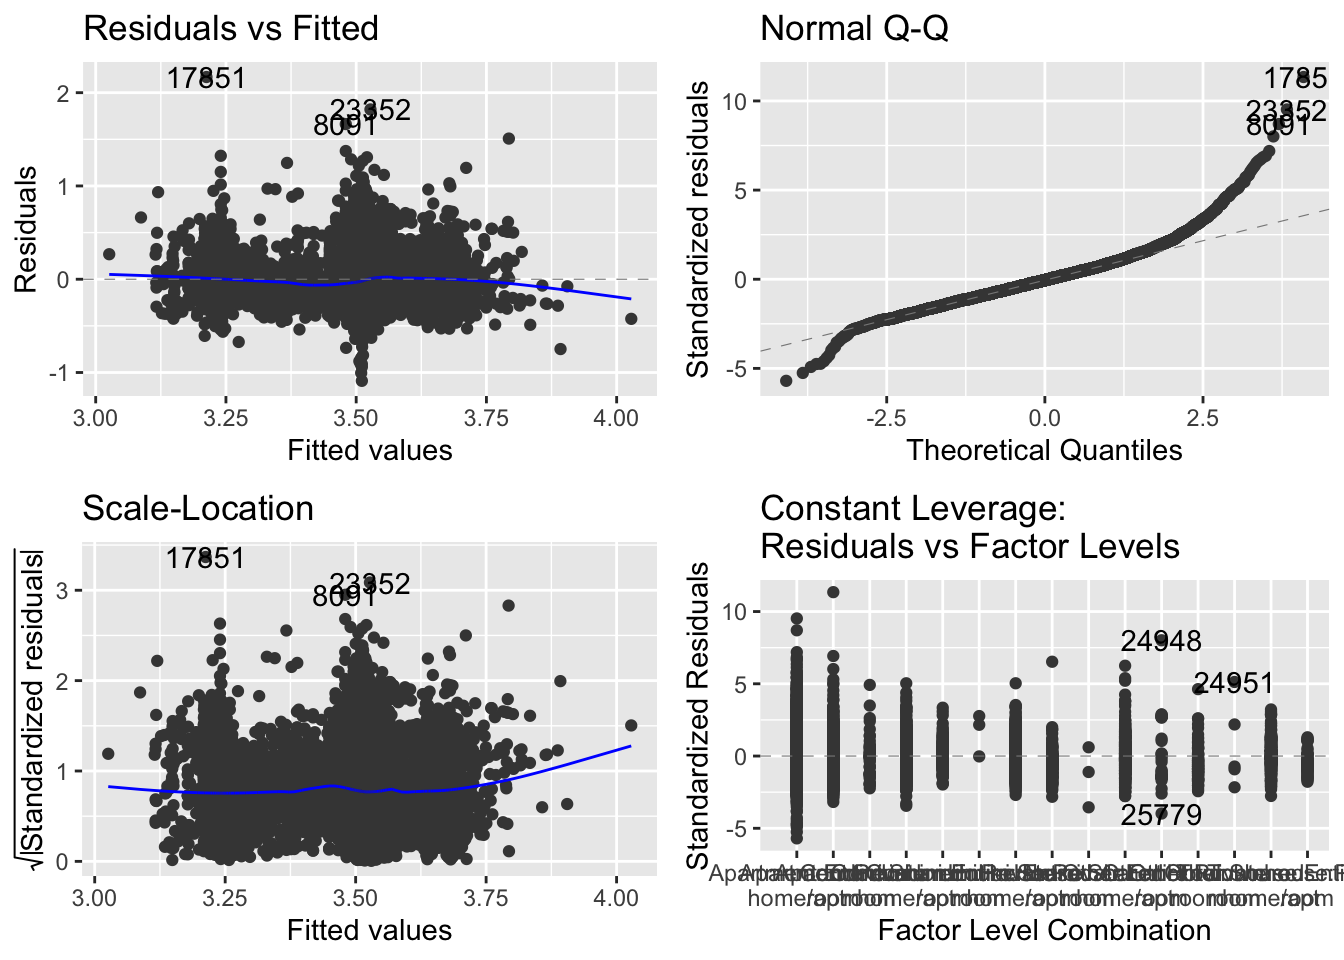 Residuals vs Fitted
Residuals
2
1
0
-1
17851
23352
8091
3.00 3.25 3.50 3.75 4.00
Fitted values
Normal Q-Q
Standardized residuals
10
5
0
-5
1785
23352
8091
-2.5 0.0 2.5
Theoretical Quantiles
Scale-Location
√|Standardized residuals|
3
2
1
0
17851
23352
8091
3.00 3.25 3.50 3.75 4.00
Fitted values
Constant Leverage:
Residuals vs Factor Levels
Standardized Residuals
10
5
0
-5
24948
24951
25779
Factor Level Combination